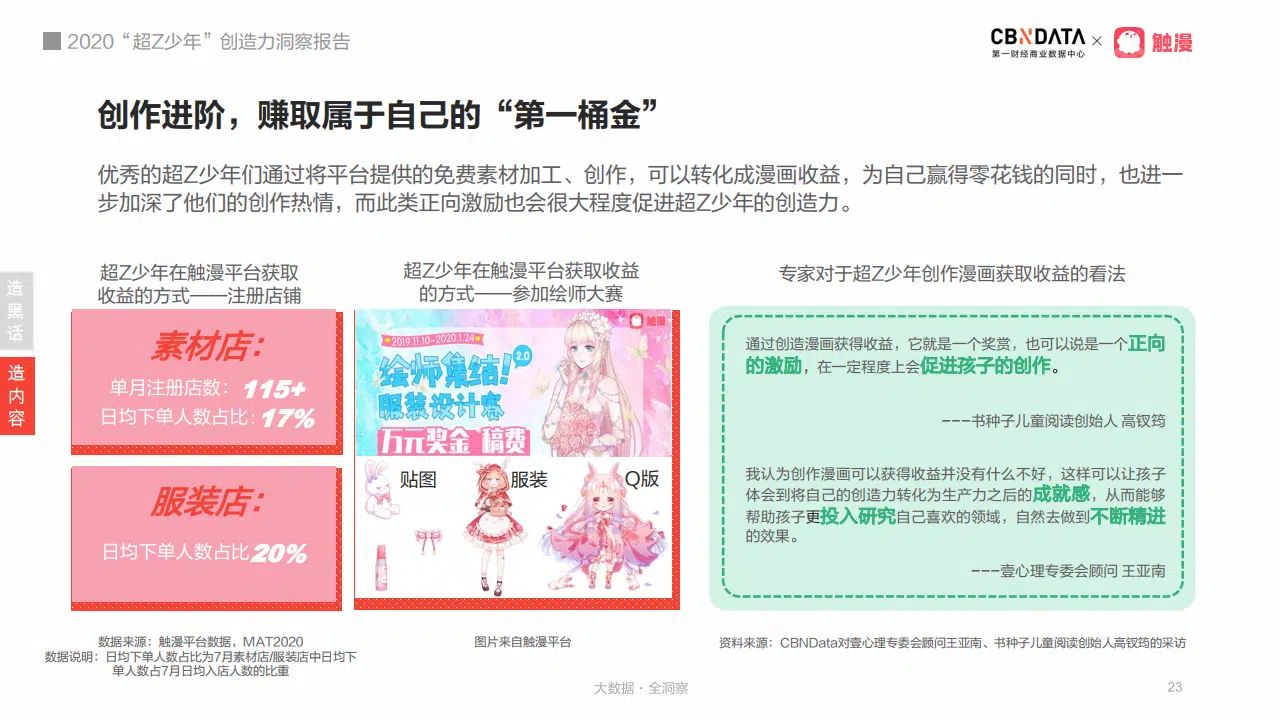 2020“超Z少年”创造力洞察报告
CBNDATA
第一财经商业数据中心
×
触漫
创作进阶，赚取属于自己的“第一桶金”
优秀的超Z少年们通过将平台提供的免费素材加工、创作，可以转化成漫画收益，为自己赢得零花钱的同时，也进一
步加深了他们的创作热情，而此类正向激励也会很大程度促进超Z少年的创造力。
造黑话
造内容
超Z少年在触漫平台获取
收益的方式——注册店铺
素材店：
单月注册店数：115+
日均下单人数占比：17%
服装店：
日均下单人数占比20%
数据来源：触漫平台数据，MAT2020
数据说明：日均下单人数占比为7月素材店/服装店中日均下
单人数占7月日均入店人数的比重
超Z少年在触漫平台获取收益
的方式——参加绘师大赛
触漫
2019.11.10-2020.1.24
绘师集结！2.0
服装设计赛
万元奖金 稿费
贴图
服装
Q版
图片来自触漫平台
专家对于超Z少年创作漫画获取收益的看法
通过创造漫画获得收益，它就是一个奖赏，也可以说是一个正向
的激励，在一定程度上会促进孩子的创作。
---书种子儿童阅读创始人 高钗筠
我认为创作漫画可以获得收益并没有什么不好，这样可以让孩子
体会到将自己的创造力转化为生产力之后的成就感，从而能够
帮助孩子更投入研究自己喜欢的领域，自然去做到不断精进
的效果。
---壹心理专委会顾问 王亚南
资料来源：CBNData对壹心理专委会顾问王亚南、书种子儿童阅读创始人高钗筠的采访
大数据·全洞察
23